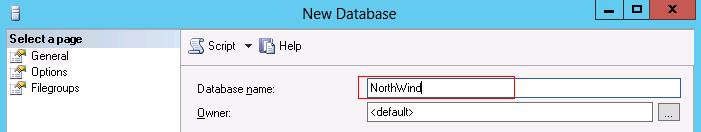 New Database
Select a page
General
Options
Filegroups
Script
Help
Database name:
NorthWind
Owner:
<default>
...